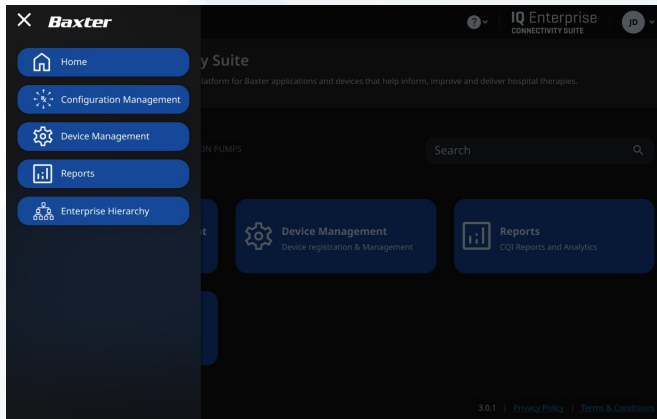 Baxter
IQ Enterprise
CONNECTIVITY SUITE
JD
Home
Configuration Management
Device Management
Reports
Enterprise Hierarchy
y Suite
latform for Baxter applications and devices that help inform, improve and deliver hospital therapies.
ON PUMPS
Search
t
Device Management
Device registration & Management
Reports
CQI Reports and Analytics
3.0.1 | Privacy Policy | Terms & Conditions